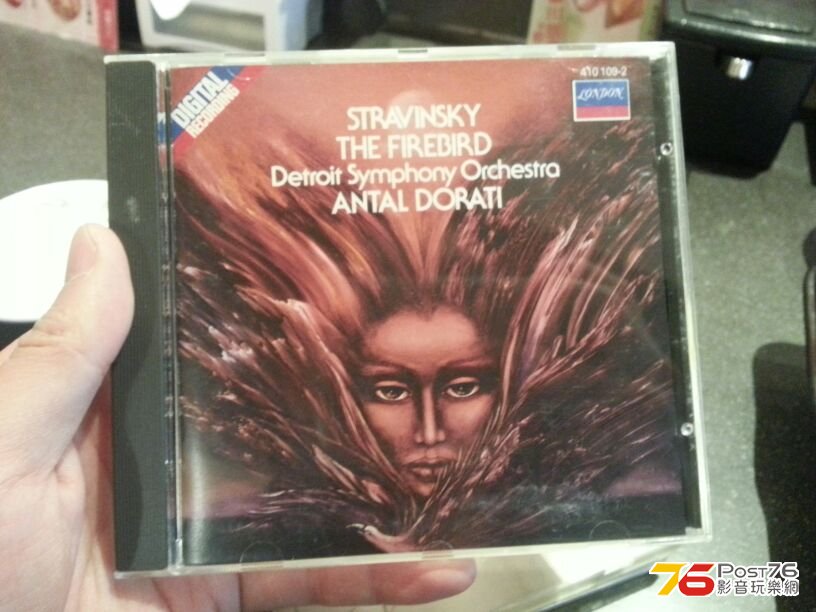 DIGITAL
RECORDING
410 109-2
LONDON
STRAVINSKY
THE FIREBIRD
Detroit Symphony Orchestra
ANTAL DORATI
76 POST76
影音玩樂網